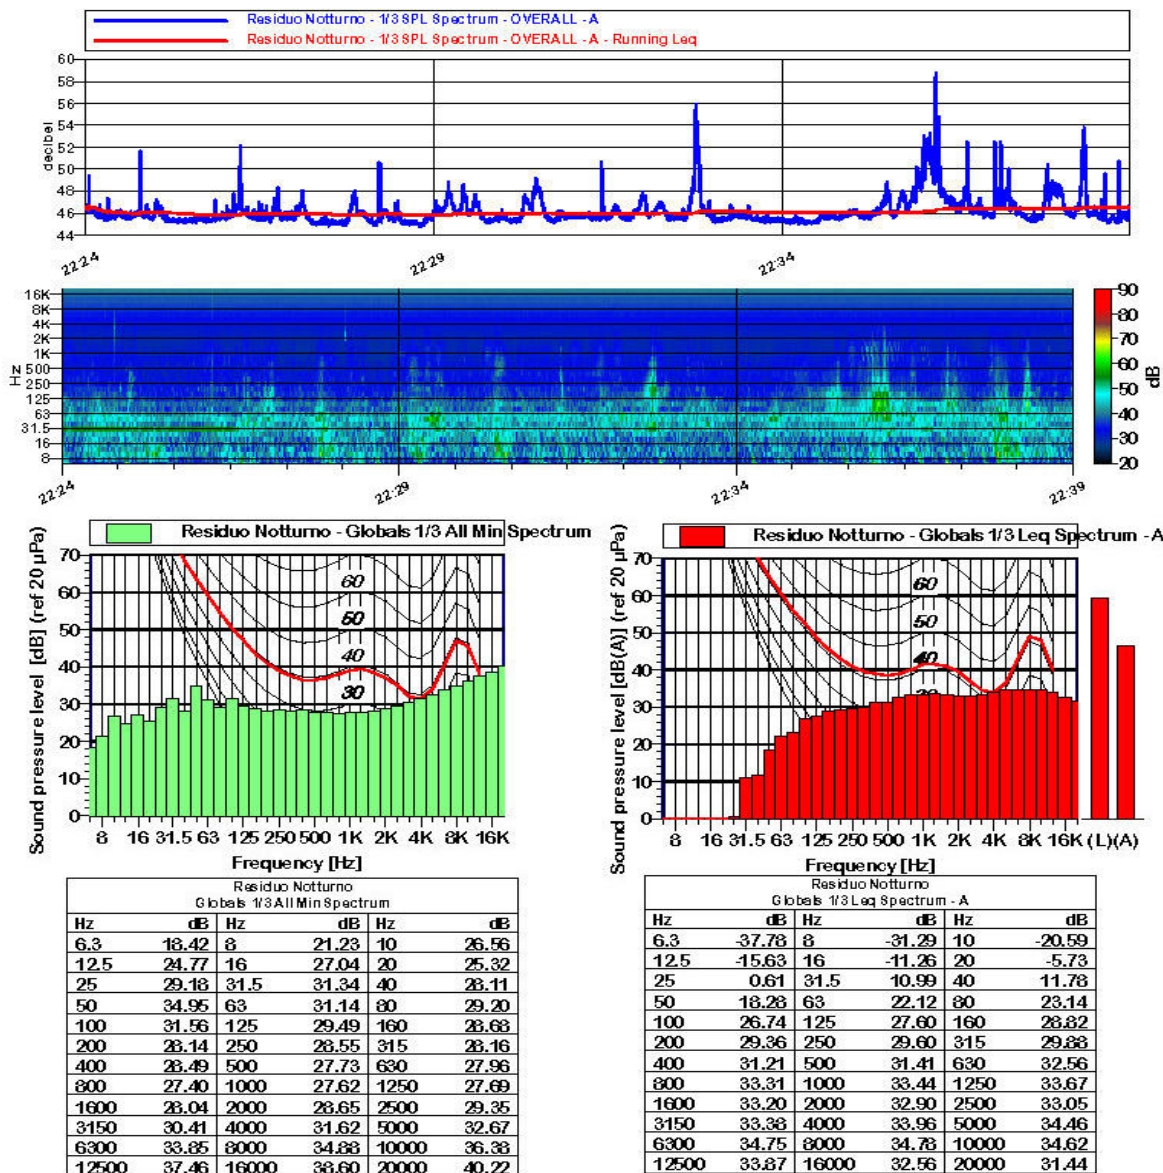 Residuo Notturno - 1/3 SPL Spectrum - OVERALL - A
Residuo Notturno - 1/3 SPL Spectrum - OVERALL - A - Running Leq
60
58
56
54
52
50
48
46
44
decibel
22:24 22:29 22:34
16K
8K
4K
2K
1K
500
250
125
63
31.5
16
8
Hz
90
80
70
60
50
40
30
20
dB
22:24 22:29 22:34 22:39
Residuo Notturno - Globals 1/3 All Min Spectrum
70
60
50
40
30
20
10
0
Sound pressure level [dB] (ref 20 µPa)
60
50
40
30
8 16 31.5 63 125 250 500 1K 2K 4K 8K 16K
Frequency [Hz]
Residuo Notturno - Globals 1/3 Leq Spectrum - A
70
60
50
40
30
20
10
0
Sound pressure level [dB(A)] (ref 20 µPa)
60
50
40
30
8 16 31.5 63 125 250 500 1K 2K 4K 8K 16K (L)(A)
Frequency [Hz]
Residuo Notturno
Globals 1/3 All Min Spectrum
Hz dB Hz dB Hz dB
6.3 18.42 8 21.23 10 26.56
12.5 24.77 16 27.04 20 25.32
25 29.18 31.5 31.34 40 28.11
50 34.95 63 31.14 80 29.20
100 31.56 125 29.49 160 28.68
200 28.14 250 28.55 315 28.16
400 28.49 500 27.73 630 27.96
800 27.40 1000 27.62 1250 27.69
1600 28.04 2000 28.65 2500 29.35
3150 30.41 4000 31.62 5000 32.67
6300 33.85 8000 34.88 10000 36.38
12500 37.46 16000 38.60 20000 40.22
Residuo Notturno
Globals 1/3 Leq Spectrum - A
Hz dB Hz dB Hz dB
6.3 -37.78 8 -31.29 10 -20.59
12.5 -15.63 16 -11.26 20 -5.73
25 0.61 31.5 10.99 40 11.78
50 18.28 63 22.12 80 23.14
100 26.74 125 27.60 160 28.82
200 29.36 250 29.60 315 29.88
400 31.21 500 31.41 630 32.56
800 33.31 1000 33.44 1250 33.67
1600 33.20 2000 32.90 2500 33.05
3150 33.38 4000 33.96 5000 34.46
6300 34.75 8000 34.78 10000 34.62
12500 33.87 16000 32.56 20000 31.44